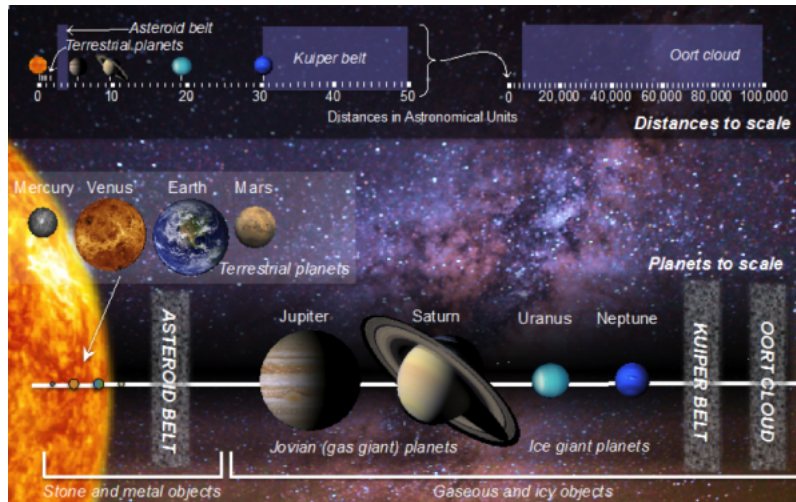 Asteroid belt
Terrestrial planets
Kuiper belt
Oort cloud
0 10 20 30 40 50
0 20,000 40,000 60,000 80,000 100,000
Distances in Astronomical Units
Distances to scale
Mercury Venus Earth Mars
Terrestrial planets
Planets to scale
ASTEROID BELT
Jupiter Saturn Uranus Neptune
KUIPER BELT
OORT CLOUD
Jovian (gas giant) planets
Ice giant planets
Stone and metal objects
Gaseous and icy objects